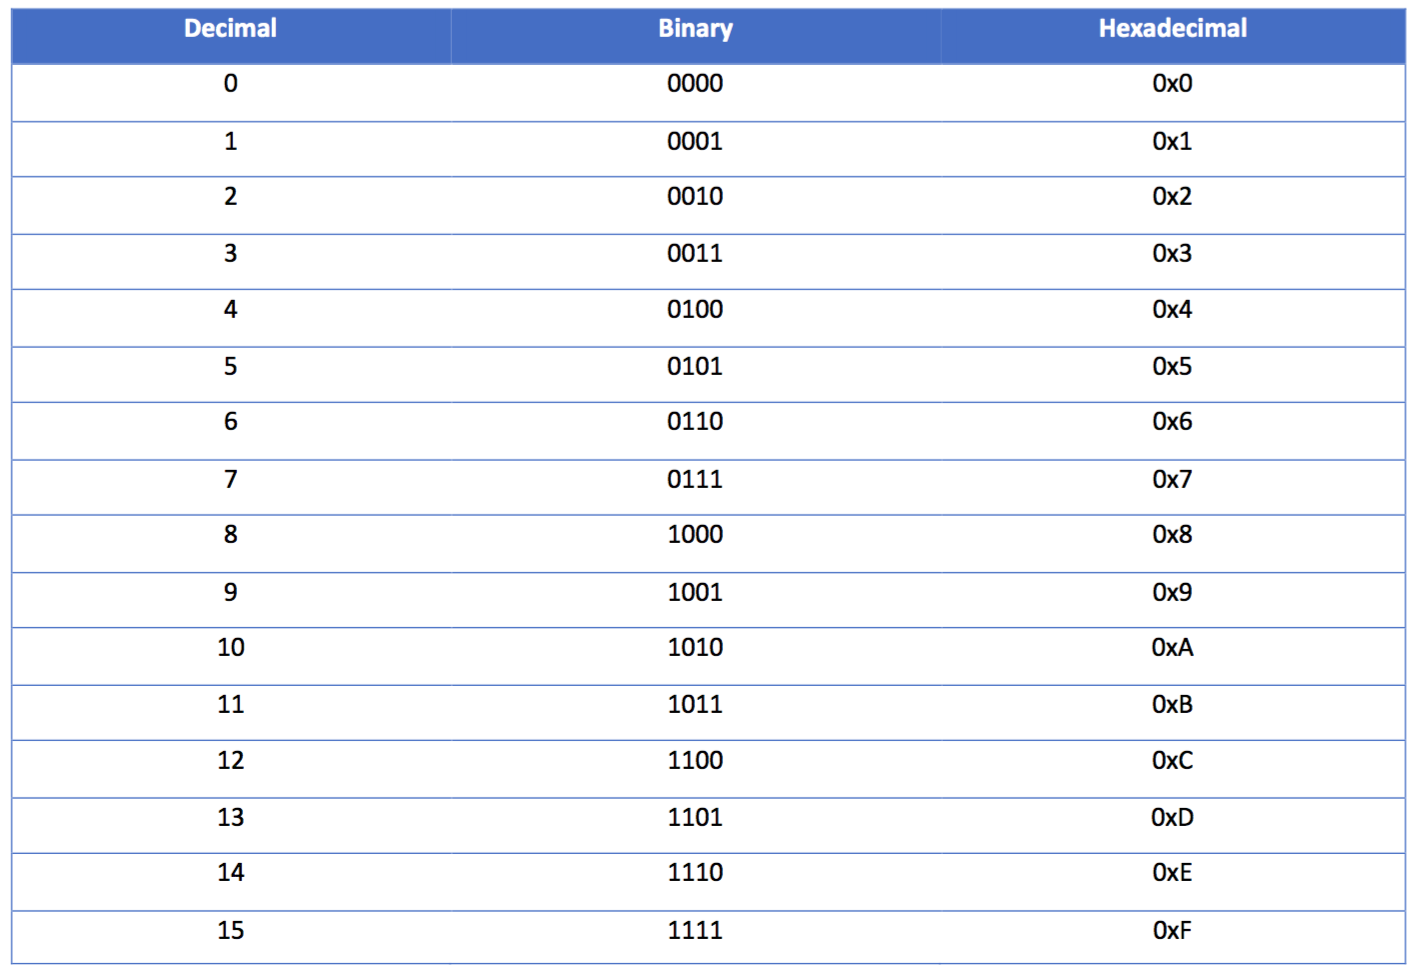 Decimal Binary Hexadecimal
0 0000 0x0
1 0001 0x1
2 0010 0x2
3 0011 0x3
4 0100 0x4
5 0101 0x5
6 0110 0x6
7 0111 0x7
8 1000 0x8
9 1001 0x9
10 1010 0xA
11 1011 0xB
12 1100 0xC
13 1101 0xD
14 1110 0xE
15 1111 0xF